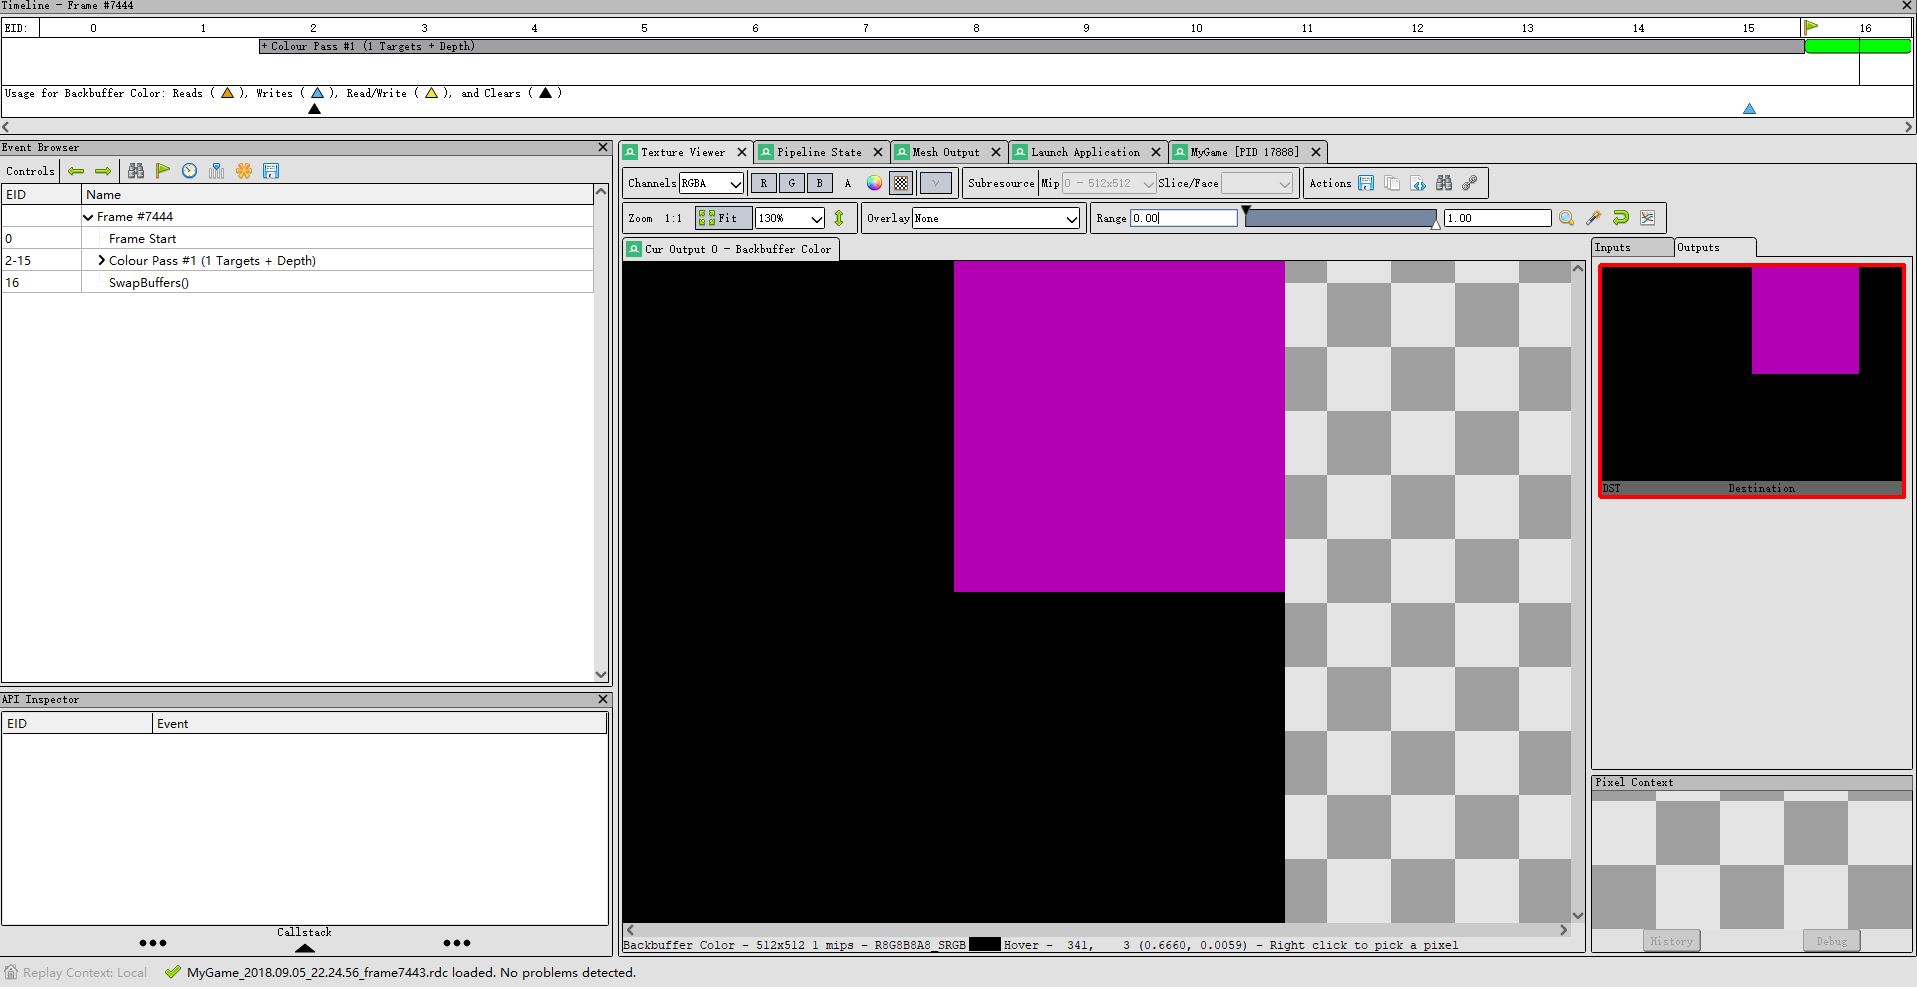 Timeline - Frame #7444
EID: 0 1 2 3 4 5 6 7 8 9 10 11 12 13 14 15 16
+ Colour Pass #1 (1 Targets + Depth)
Usage for Backbuffer Color: Reads ( ), Writes ( ), Read/Write ( ), and Clears ( )
Event Browser
Controls
EID Name
Frame #7444
0 Frame Start
2-15 Colour Pass #1 (1 Targets + Depth)
16 SwapBuffers()
API Inspector
EID Event
Callstack
Texture Viewer Pipeline State Mesh Output Launch Application MyGame [PID 17888]
Channels RGBA R G B A γ Subresource Mip 0 - 512x512 Slice/Face Actions
Zoom 1:1 Fit 130% Overlay None Range 0.00 1.00
Cur Output 0 - Backbuffer Color
Inputs Outputs
DST Destination
Pixel Context
History Debug
Backbuffer Color - 512x512 1 mips - R8G8B8A8_SRGB Hover - 341, 3 (0.6660, 0.0059) - Right click to pick a pixel
Replay Context: Local MyGame_2018.09.05_22.24.56_frame7443.rdc loaded. No problems detected.